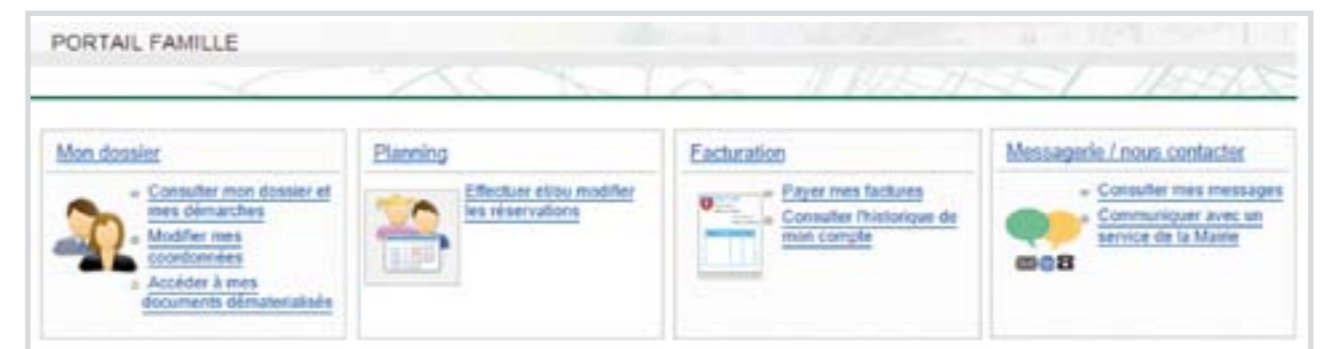 PORTAIL FAMILLE
Mon dossier
Consulter mon dossier et
mes démarches
Modifier mes
coordonnées
Accéder à mes
documents dématérialisés
Planning
Effectuer et/ou modifier
les réservations
Facturation
Payer mes factures
Consulter l'historique de
mon compte
Messagerie / nous contacter
Consulter mes messages
Communiquer avec un
service de la Mairie